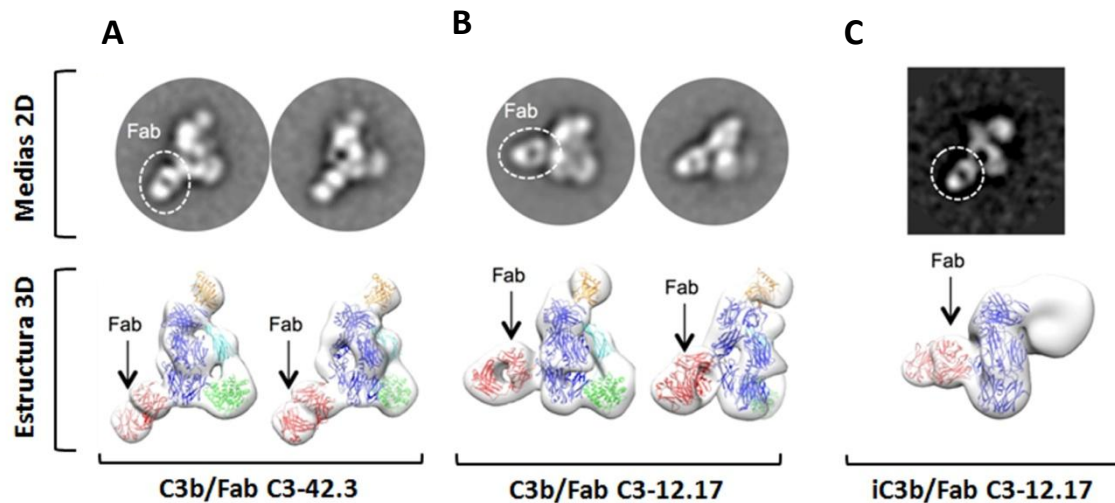 A
B
C
Medias 2D
Fab
Fab
Estructura 3D
Fab
Fab
Fab
Fab
Fab
C3b/Fab C3-42.3
C3b/Fab C3-12.17
iC3b/Fab C3-12.17